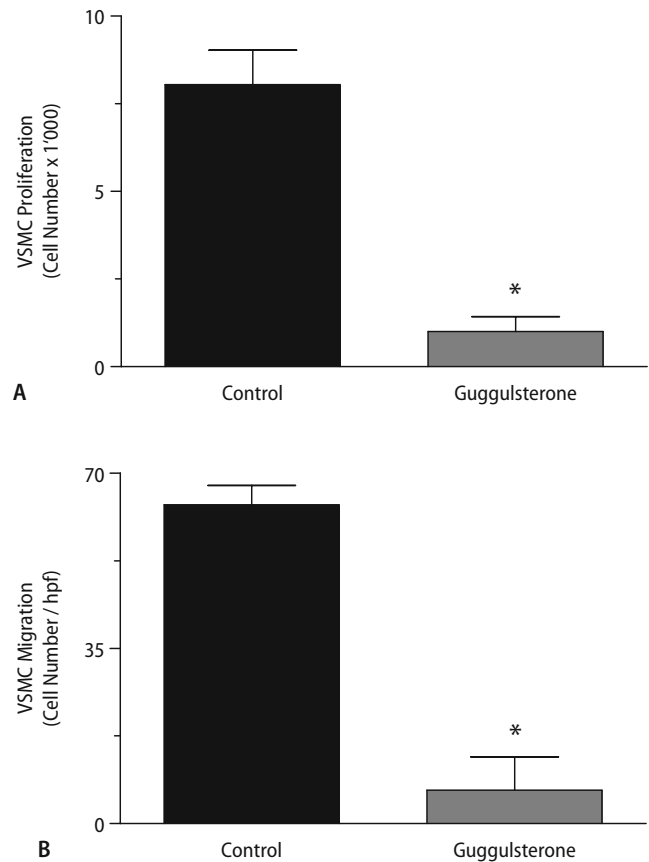 10
5
0
VSMC Proliferation
(Cell Number x 1'000)
*
Control
Guggulsterone
A
70
35
0
VSMC Migration
(Cell Number / hpf)
*
Control
Guggulsterone
B